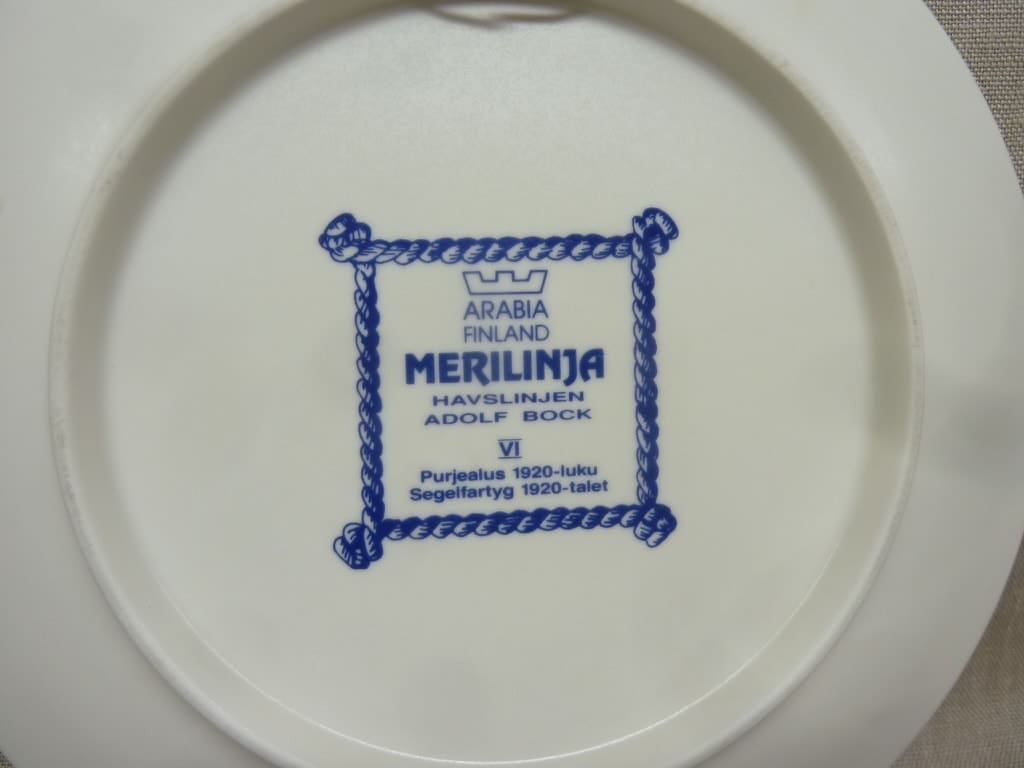 ARABIA
FINLAND
MERILINJA
HAVSLINJEN
ADOLF BOCK
VI
Purjealus 1920-luku
Segelfartyg 1920-talet